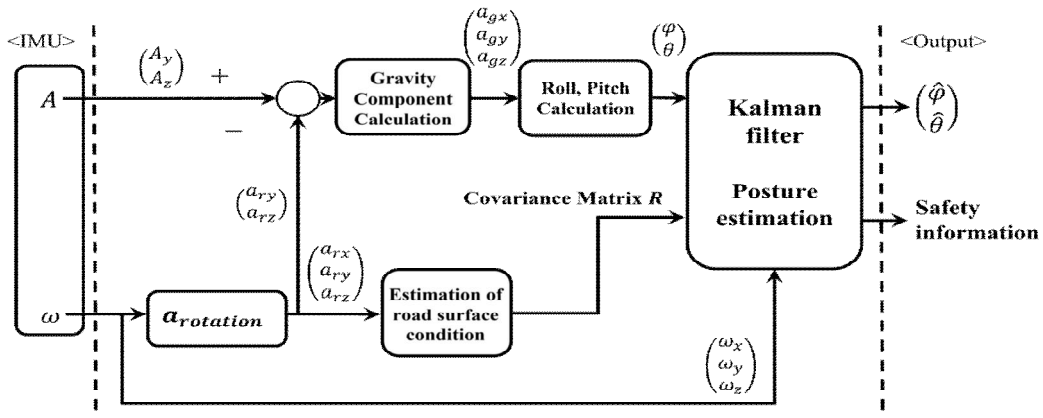 <IMU>
A
ω
(A_y
A_z)
+
−
Gravity
Component
Calculation
(a_gx
a_gy
a_gz)
Roll, Pitch
Calculation
(φ
θ)
Kalman
filter
Posture
estimation
<Output>
(φ̂
θ̂)
Safety
information
(a_ry
a_rz)
Covariance Matrix R
a_rotation
(a_rx
a_ry
a_rz)
Estimation of
road surface
condition
(ω_x
ω_y
ω_z)